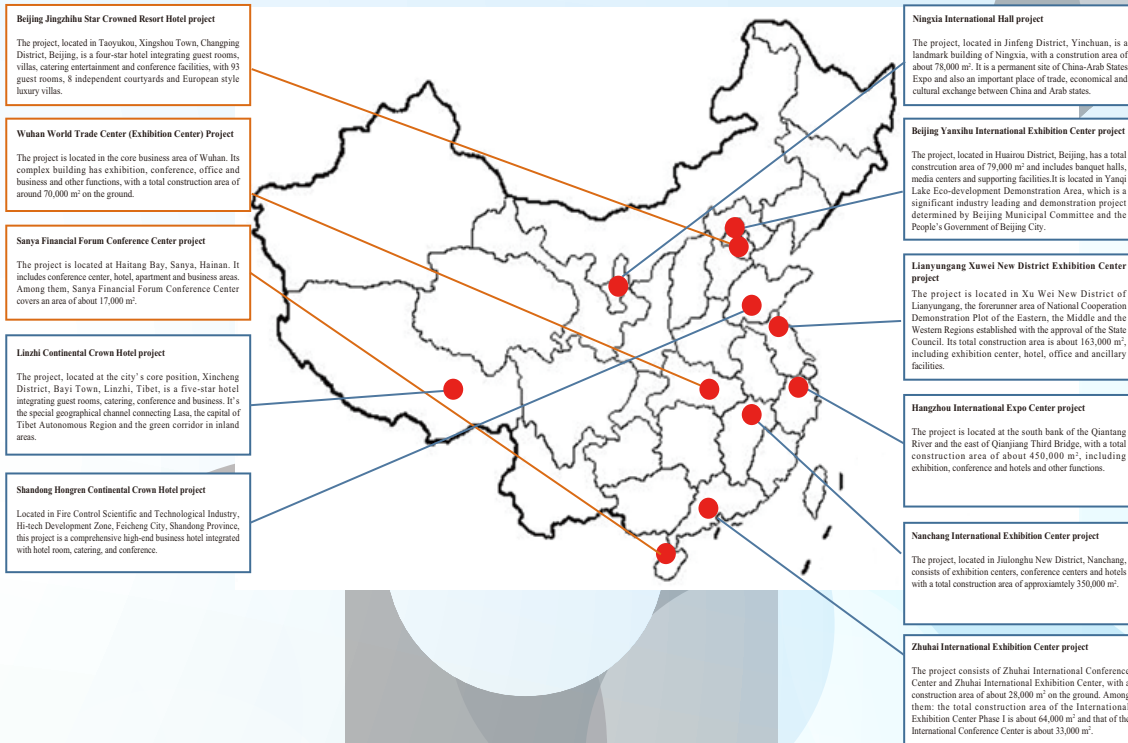 Beijing Jingzhihu Star Crowned Resort Hotel project
The project, located in Taoyukou, Xingshou Town, Changping
District, Beijing, is a four-star hotel integrating guest rooms,
villas, catering entertainment and conference facilities, with 93
guest rooms, 8 independent courtyards and European style
luxury villas.
Wuhan World Trade Center (Exhibition Center) Project
The project is located in the core business area of Wuhan. Its
complex building has exhibition, conference, office and
business and other functions, with a total construction area of
around 70,000 m² on the ground.
Sanya Financial Forum Conference Center project
The project is located at Haitang Bay, Sanya, Hainan. It
includes conference center, hotel, apartment and business areas.
Among them, Sanya Financial Forum Conference Center
covers an area of about 17,000 m².
Linzhi Continental Crown Hotel project
The project, located at the city's core position, Xincheng
District, Bayi Town, Linzhi, Tibet, is a five-star hotel
integrating guest rooms, catering, conference and business. It's
the special geographical channel connecting Lasa, the capital of
Tibet Autonomous Region and the green corridor in inland
areas.
Shandong Hongren Continental Crown Hotel project
Located in Fire Control Scientific and Technological Industry,
Hi-tech Development Zone, Feicheng City, Shandong Province,
this project is a comprehensive high-end business hotel integrated
with hotel room, catering, and conference.
Ningxia International Hall project
The project, located in Jinfeng District, Yinchuan, is a
landmark building of Ningxia, with a constrution area of
about 78,000 m². It is a permanent site of China-Arab States
Expo and also an important place of trade, economical and
cultural exchange between China and Arab states.
Beijing Yanxihu International Exhibition Center project
The project, located in Huairou District, Beijing, has a total
construction area of 79,000 m² and includes banquet halls,
media centers and supporting facilities.It is located in Yanqi
Lake Eco-development Demonstration Area, which is a
significant industry leading and demonstration project
determined by Beijing Municipal Committee and the
People's Government of Beijing City.
Lianyungang Xuwei New District Exhibition Center
project
The project is located in Xu Wei New District of
Lianyungang, the forerunner area of National Cooperation
Demonstration Plot of the Eastern, the Middle and the
Western Regions established with the approval of the State
Council. Its total construction area is about 163,000 m²,
including exhibition center, hotel, office and ancillary
facilities.
Hangzhou International Expo Center project
The project is located at the south bank of the Qiantang
River and the east of Qianjiang Third Bridge, with a total
construction area of about 450,000 m², including
exhibition, conference and hotels and other functions.
Nanchang International Exhibition Center project
The project, located in Jiulonghu New District, Nanchang,
consists of exhibition centers, conference centers and hotels
with a total construction area of approxiamtely 350,000 m².
Zhuhai International Exhibition Center project
The project consists of Zhuhai International Conference
Center and Zhuhai International Exhibition Center, with a
construction area of about 28,000 m² on the ground. Among
them: the total construction area of the International
Exhibition Center Phase I is about 64,000 m² and that of the
International Conference Center is about 33,000 m².